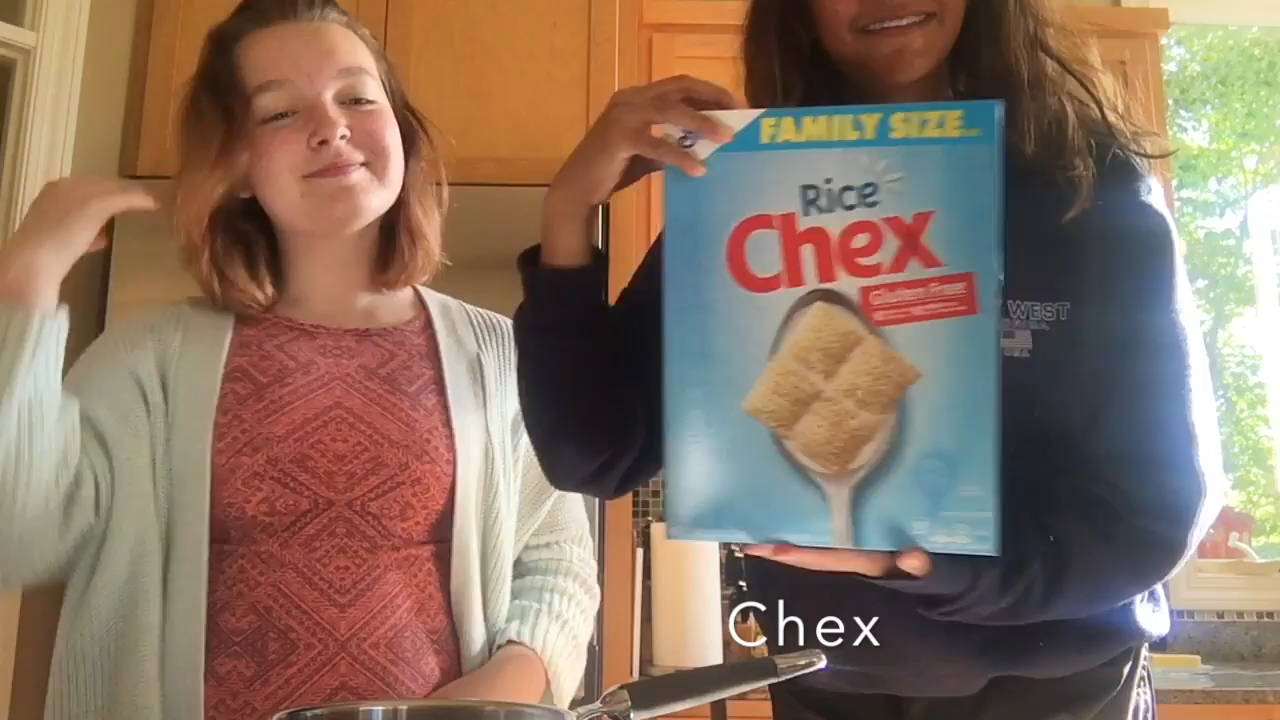 FAMILY SIZE
Rice
Chex
Gluten Free
WEST
Chex